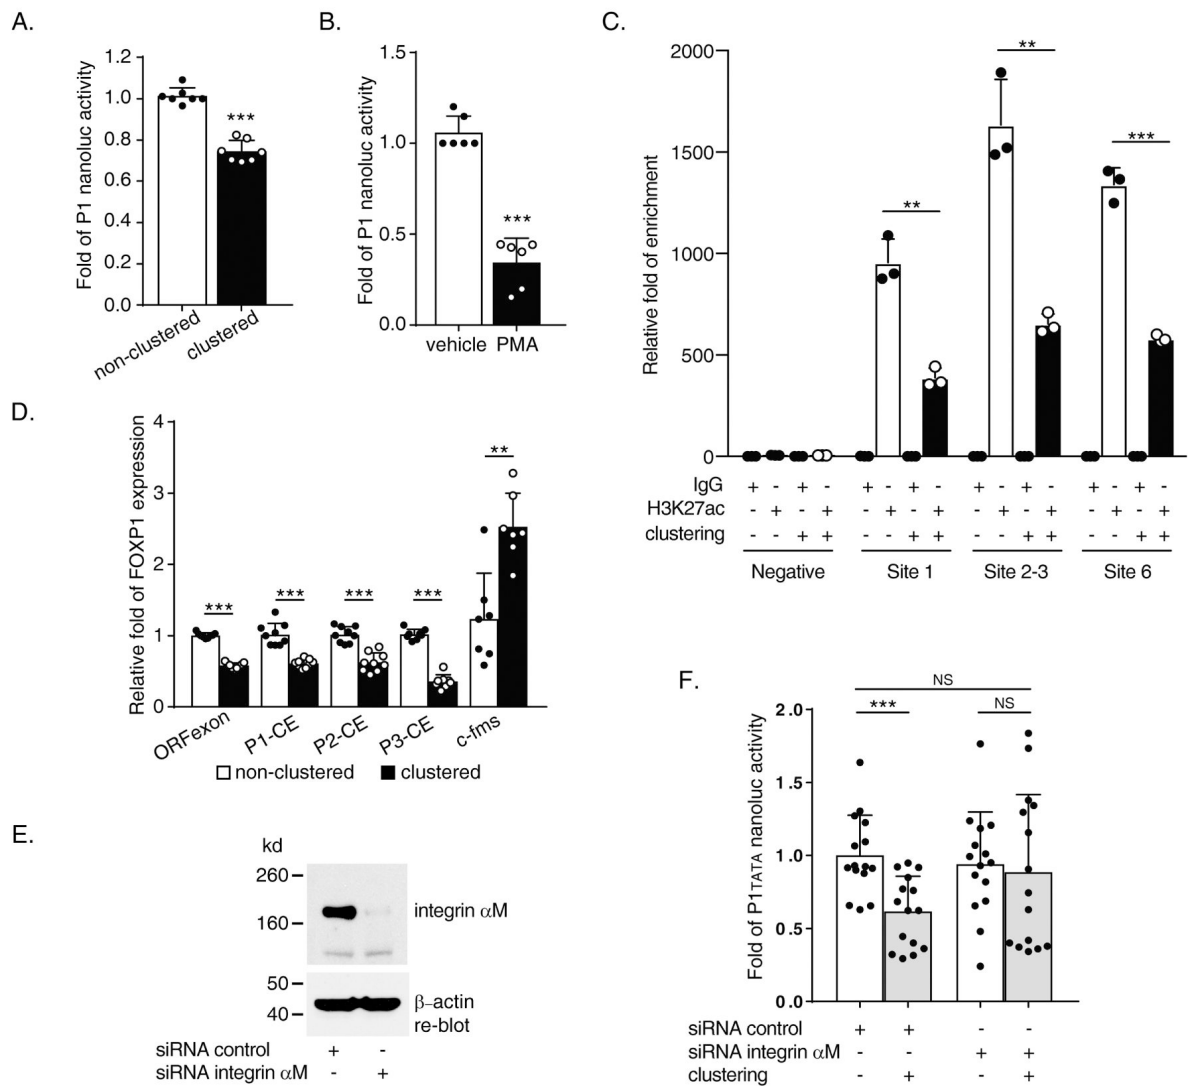 A.
Fold of P1 nanoluc activity
1.2
1.0
0.8
0.6
0.4
0.2
0.0
***
non-clustered
clustered
B.
Fold of P1 nanoluc activity
1.5
1.0
0.5
0.0
***
vehicle PMA
C.
Relative fold of enrichment
2000
1500
1000
500
0
**
**
***
IgG + - + - + - + - + - + - + - + -
H3K27ac - + - + - + - + - + - + - + - +
clustering - - + + - - + + - - + + - - + +
Negative Site 1 Site 2-3 Site 6
D.
Relative fold of FOXP1 expression
4
3
2
1
0
*** *** *** *** **
ORFexon P1-CE P2-CE P3-CE c-fms
non-clustered clustered
E.
kd
260
160
integrin αM
50
40
β–actin
re-blot
siRNA control + -
siRNA integrin αM - +
F.
Fold of P1TATA nanoluc activity
2.0
1.5
1.0
0.5
0.0
NS
*** NS
siRNA control + + - -
siRNA integrin αM - - + +
clustering - + - +